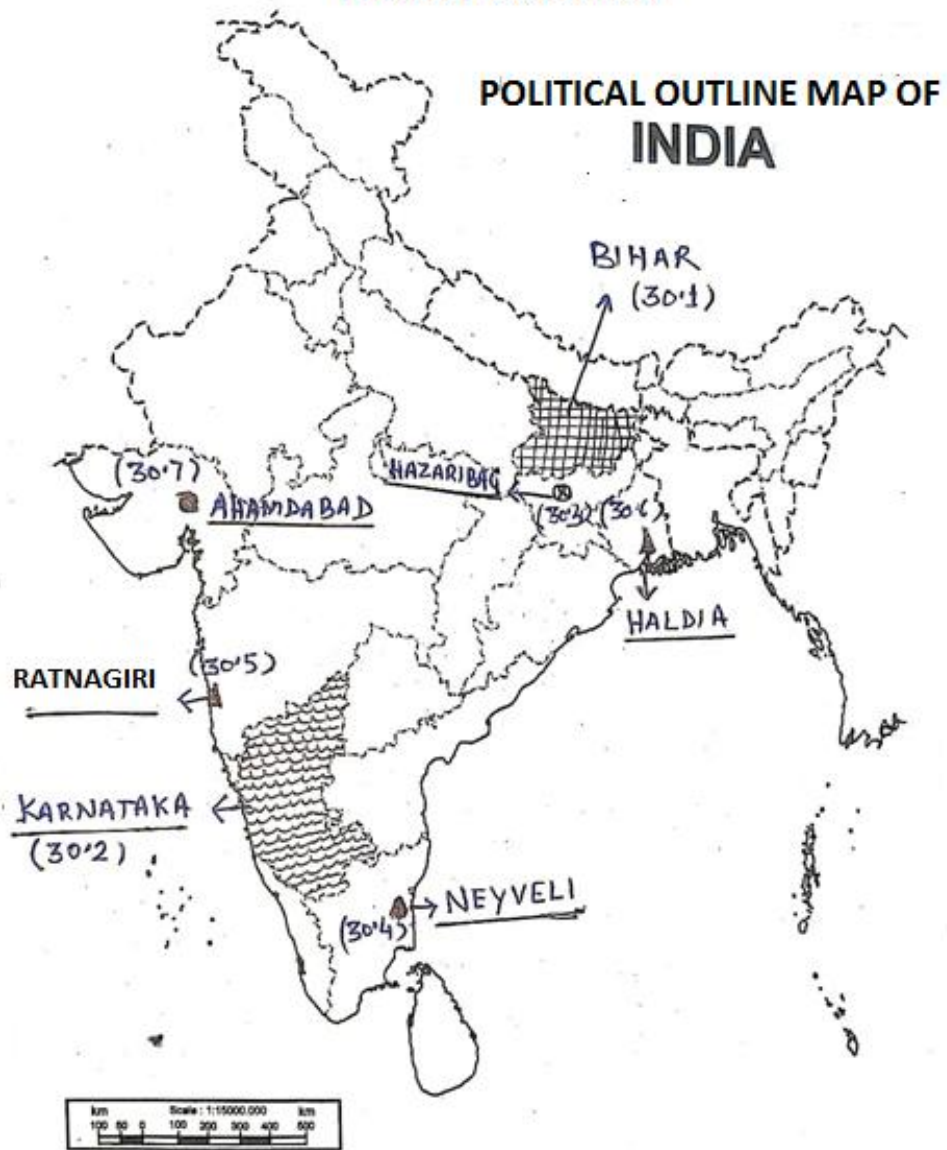 POLITICAL OUTLINE MAP OF
INDIA
BIHAR
(30.1)
(30.7)
AHAMDABAD
HAZARIBAG
(30.3)
HALDIA
(30.5)
RATNAGIRI
KARNATAKA
(30.2)
NEYVELI
(30.4)
km Scale : 1:15000.000 km
100 50 0 100 200 300 400 500